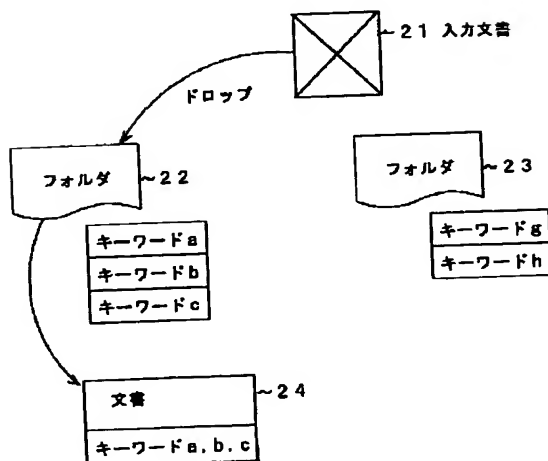 ~21 入力文書
ドロップ
フォルダ ~22
フォルダ ~23
キーワードa
キーワードb
キーワードc
キーワードg
キーワードh
文書 ~24
キーワードa,b,c